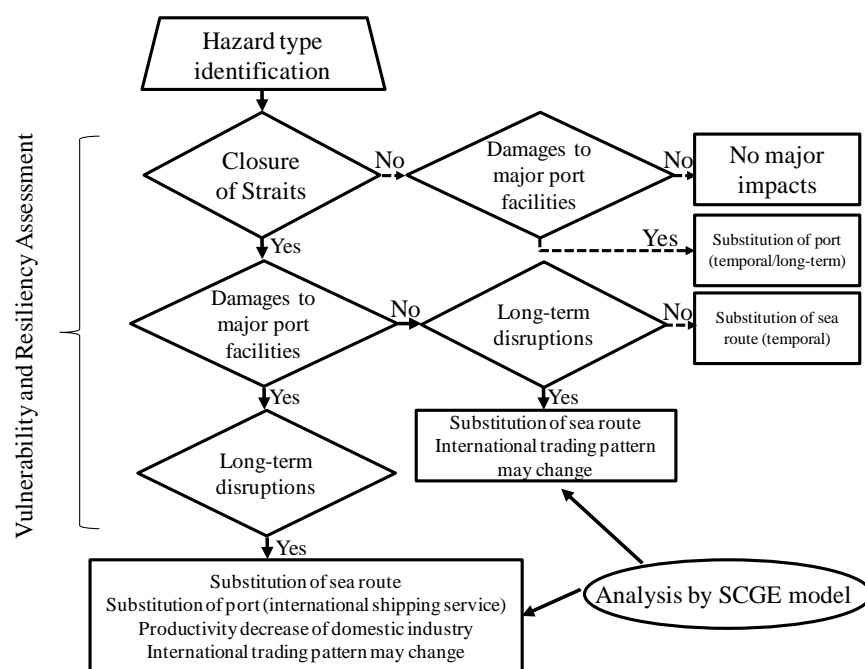 Hazard type
identification
Vulnerability and Resiliency Assessment
Closure
of Straits
No
Damages to
major port
facilities
No
No major
impacts
Yes
Yes
Substitution of port
(temporal/long-term)
Damages to
major port
facilities
No
Long-term
disruptions
No
Substitution of sea
route (temporal)
Yes
Yes
Substitution of sea route
International trading pattern
may change
Long-term
disruptions
Yes
Substitution of sea route
Substitution of port (international shipping service)
Productivity decrease of domestic industry
International trading pattern may change
Analysis by SCGE model